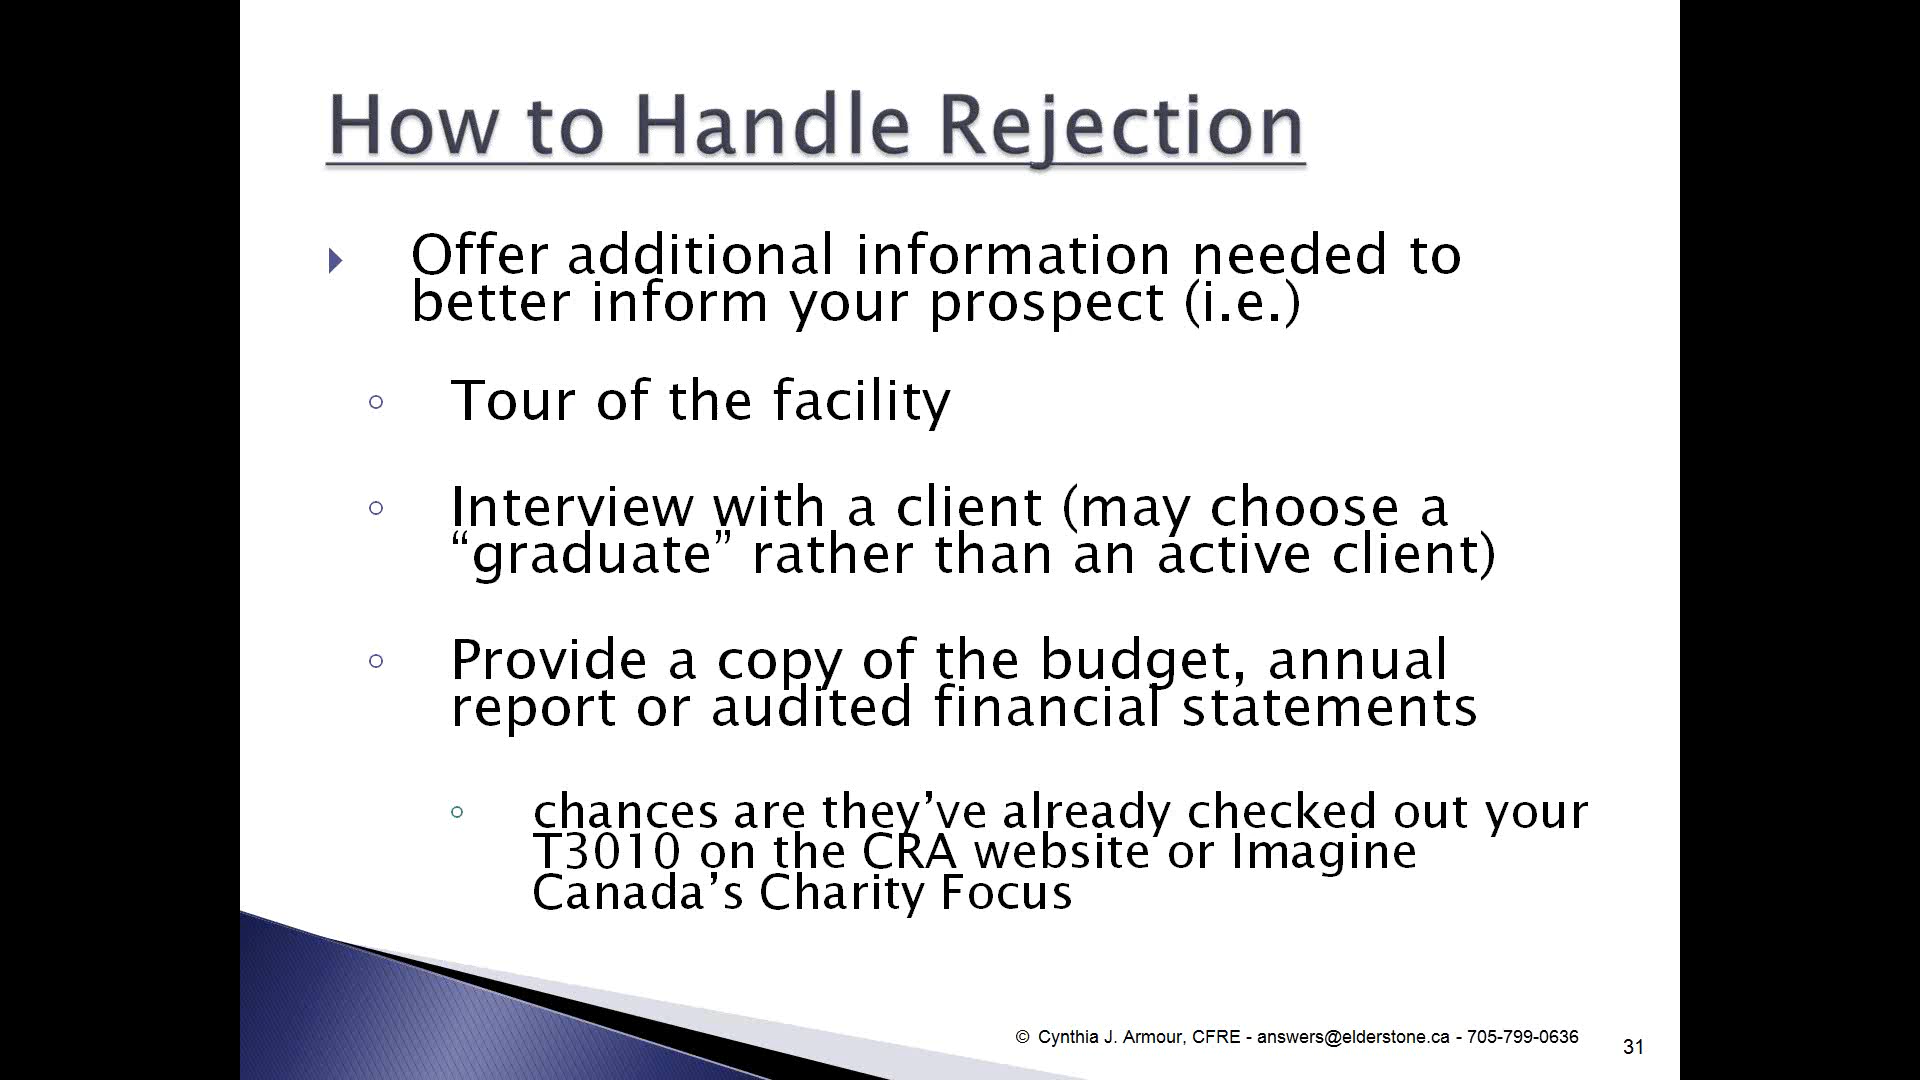 How to Handle Rejection
Offer additional information needed to
better inform your prospect (i.e.)
Tour of the facility
Interview with a client (may choose a
“graduate” rather than an active client)
Provide a copy of the budget, annual
report or audited financial statements
chances are they’ve already checked out your
T3010 on the CRA website or Imagine
Canada’s Charity Focus
© Cynthia J. Armour, CFRE - answers@elderstone.ca - 705-799-0636
31